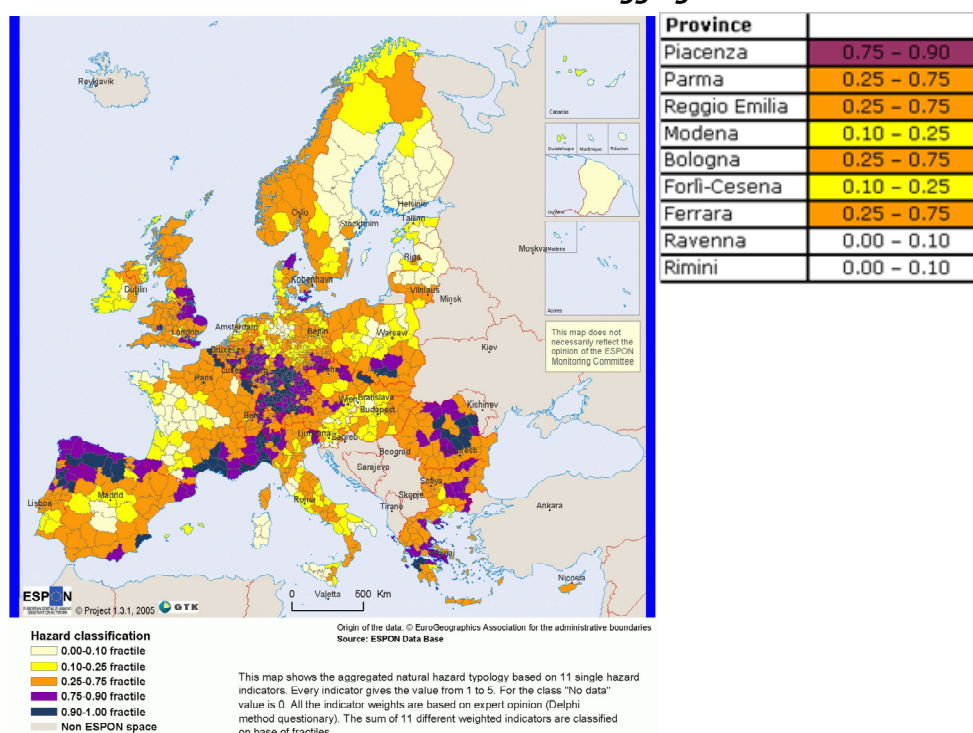 Province
Piacenza 0.75 – 0.90
Parma 0.25 – 0.75
Reggio Emilia 0.25 – 0.75
Modena 0.10 – 0.25
Bologna 0.25 – 0.75
Forlì-Cesena 0.10 – 0.25
Ferrara 0.25 – 0.75
Ravenna 0.00 – 0.10
Rimini 0.00 – 0.10
Reykjavik
Canarias
Guadeloupe Martinique Réunion
Guyane
Madeira
Acores
Oslo
Helsinki
Tallinn
Stockholm
Moskva
Riga
Dublin
København
Vilnius
Minsk
London
Amsterdam
Berlin
Warsaw
Kiev
This map does not
necessarily reflect the
opinion of the ESPON
Monitoring Committee
Paris
Wien Bratislava
Budapest
Kishinev
Ljubljana
Zagreb
Beograd
Sarajevo
Sofiya
Skopje
Tirane
Roma
Madrid
Lisboa
Ankara
Nicosia
Valletta
0 500 Km
ESPON
© Project 1.3.1, 2005 GTK
Origin of the data: © EuroGeographics Association for the administrative boundaries
Source: ESPON Data Base
Hazard classification
0.00-0.10 fractile
0.10-0.25 fractile
0.25-0.75 fractile
0.75-0.90 fractile
0.90-1.00 fractile
Non ESPON space
This map shows the aggregated natural hazard typology based on 11 single hazard
indicators. Every indicator gives the value from 1 to 5. For the class "No data"
value is 0. All the indicator weights are based on expert opinion (Delphi
method questionary). The sum of 11 different weighted indicators are classified
on base of fractiles